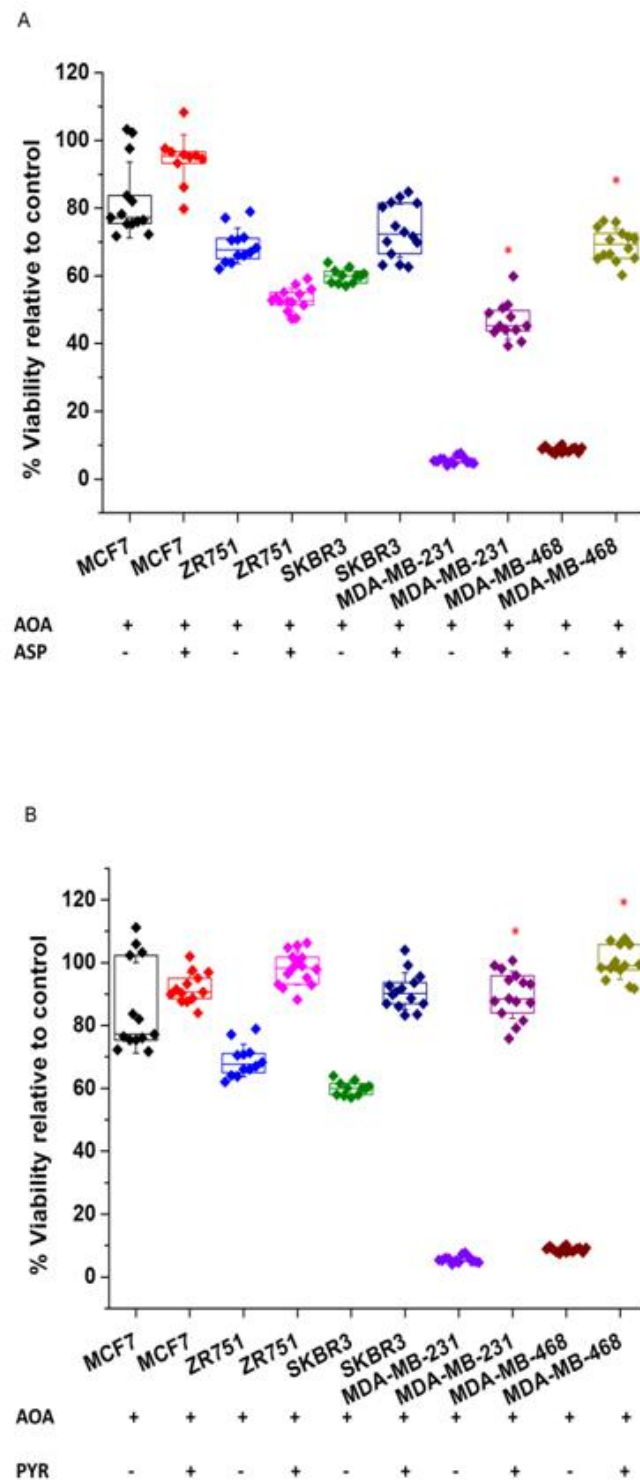 A
% Viability relative to control
120
100
80
60
40
20
0
*
*
MCF7 MCF7 ZR751 ZR751 SKBR3 SKBR3 MDA-MB-231 MDA-MB-231 MDA-MB-468 MDA-MB-468
AOA + + + + + + + + + +
ASP - + - + - + - + - +
B
% Viability relative to control
120
100
80
60
40
20
0
*
*
MCF7 MCF7 ZR751 ZR751 SKBR3 SKBR3 MDA-MB-231 MDA-MB-231 MDA-MB-468 MDA-MB-468
AOA + + + + + + + + + +
PYR - + - + - + - + - +